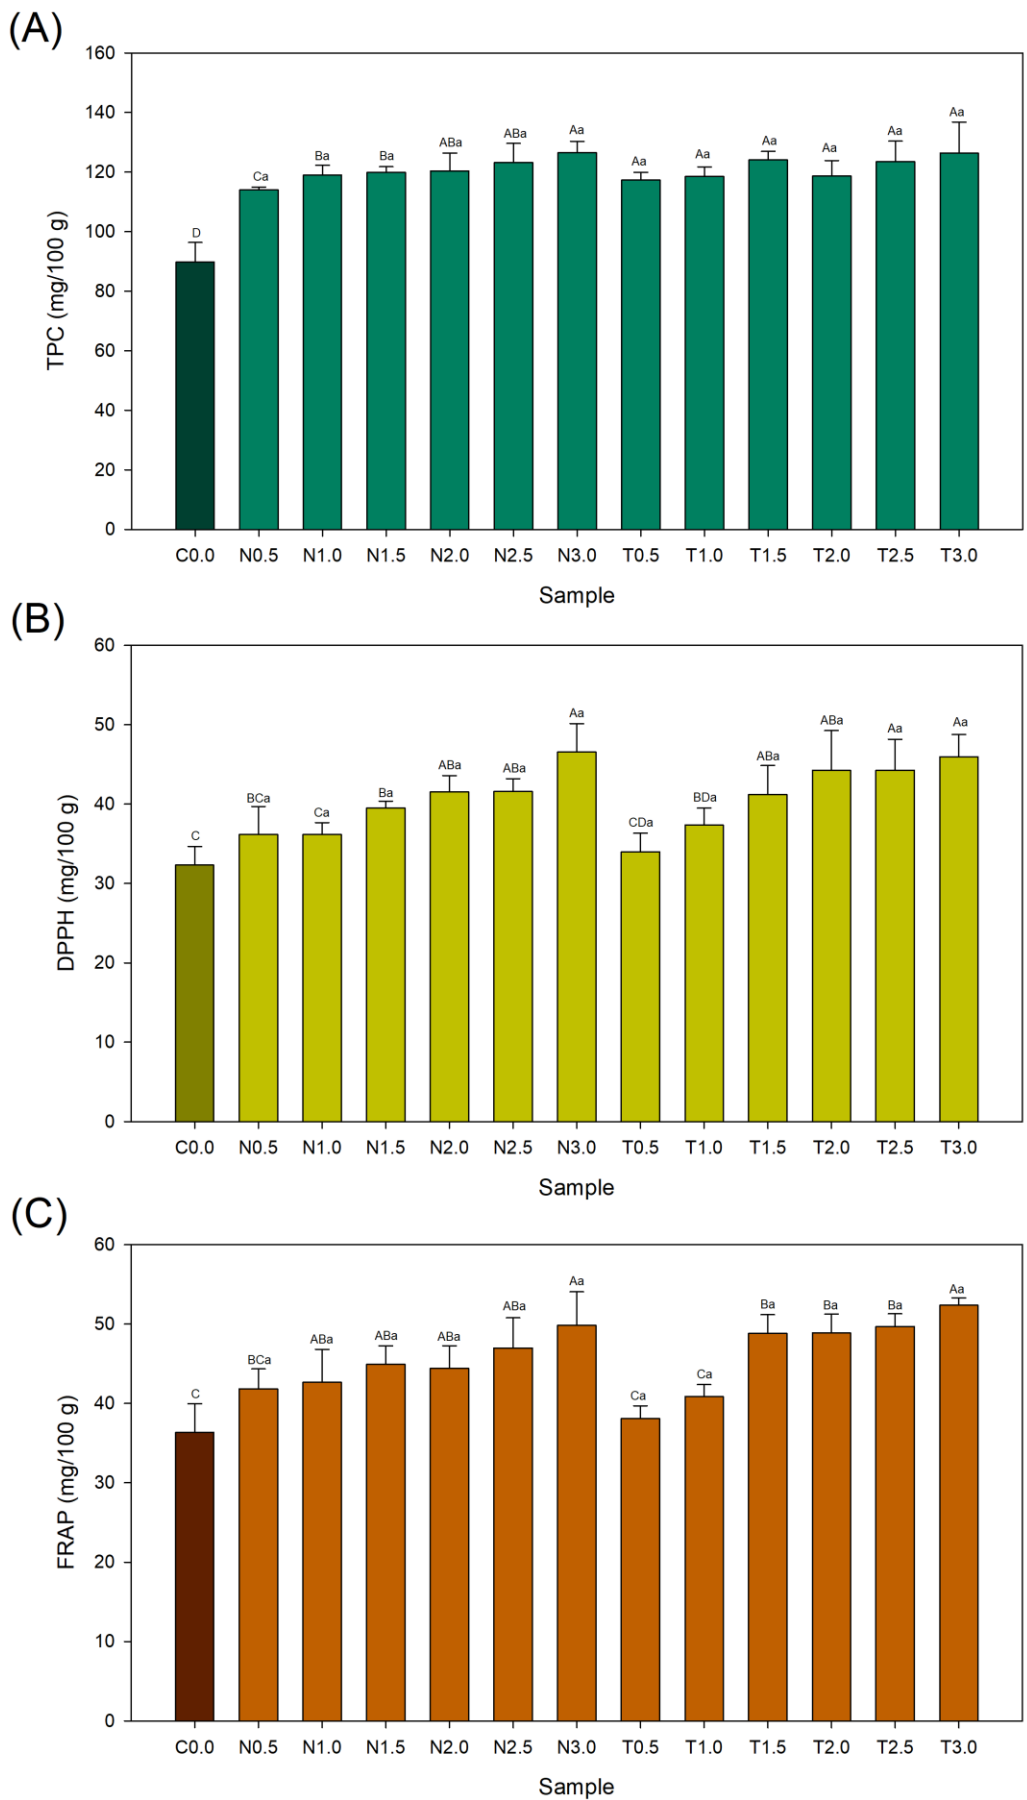 (A)
160
140
120
100
80
60
40
20
0
TPC (mg/100 g)
D
Ca
Ba
Ba
ABa
ABa
Aa
Aa
Aa
Aa
Aa
Aa
Aa
C0.0 N0.5 N1.0 N1.5 N2.0 N2.5 N3.0 T0.5 T1.0 T1.5 T2.0 T2.5 T3.0
Sample
(B)
60
50
40
30
20
10
0
DPPH (mg/100 g)
C
BCa
Ca
Ba
ABa
ABa
Aa
CDa
BDa
ABa
ABa
Aa
Aa
C0.0 N0.5 N1.0 N1.5 N2.0 N2.5 N3.0 T0.5 T1.0 T1.5 T2.0 T2.5 T3.0
Sample
(C)
60
50
40
30
20
10
0
FRAP (mg/100 g)
C
BCa
ABa
ABa
ABa
ABa
Aa
Ca
Ca
Ba
Ba
Ba
Aa
C0.0 N0.5 N1.0 N1.5 N2.0 N2.5 N3.0 T0.5 T1.0 T1.5 T2.0 T2.5 T3.0
Sample